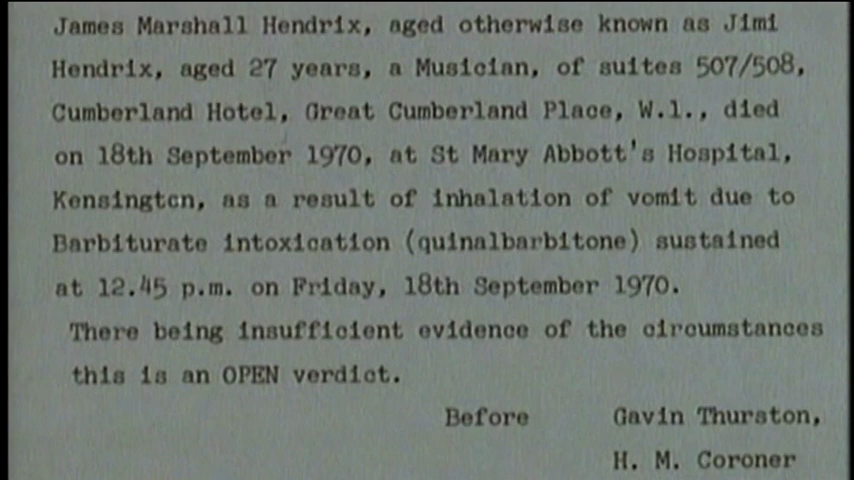 James Marshall Hendrix, aged otherwise known as Jimi
Hendrix, aged 27 years, a Musician, of suites 507/508,
Cumberland Hotel, Great Cumberland Place, W.1., died
on 18th September 1970, at St Mary Abbott's Hospital,
Kensington, as a result of inhalation of vomit due to
Barbiturate intoxication (quinalbarbitone) sustained
at 12.45 p.m. on Friday, 18th September 1970.
There being insufficient evidence of the circumstances
this is an OPEN verdict.
Before Gavin Thurston,
H. M. Coroner